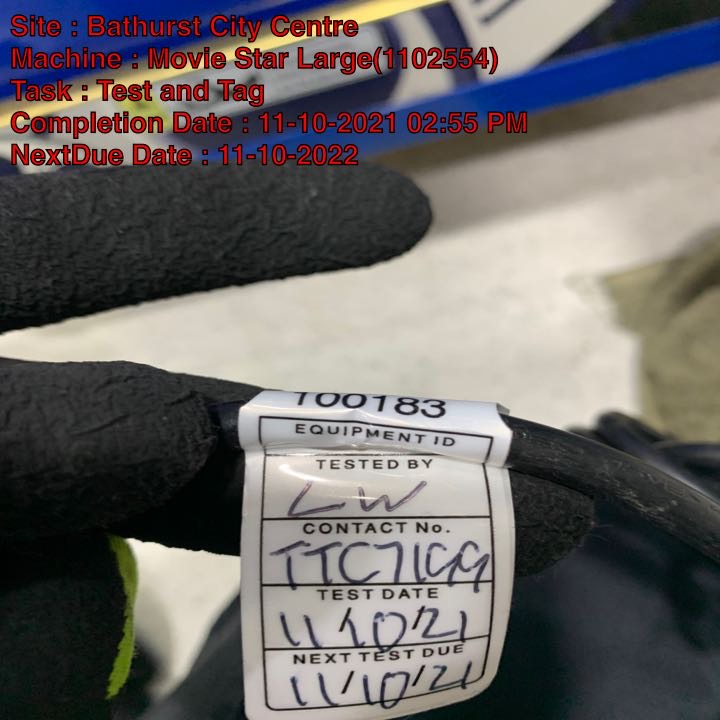 Site : Bathurst City Centre
Machine : Movie Star Large(1102554)
Task : Test and Tag
Completion Date : 11-10-2021 02:55 PM
NextDue Date : 11-10-2022
T00183
EQUIPMENT ID
TESTED BY
LW
CONTACT No.
TTC71GG
TEST DATE
11/10/21
NEXT TEST DUE
11/10/21